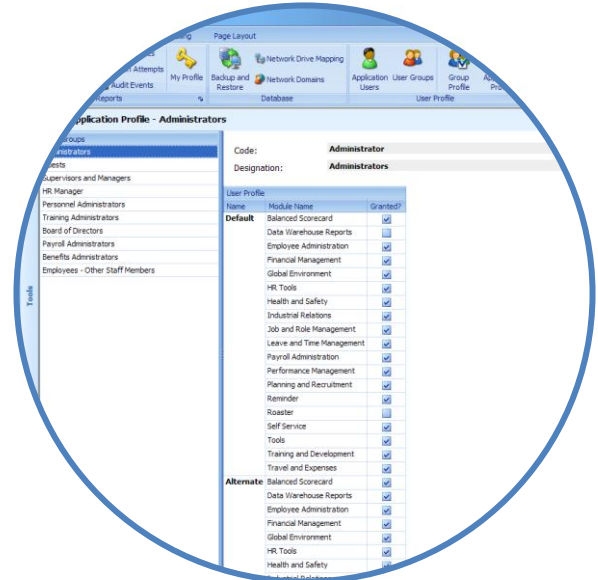 Page Layout
Attempts
Audit Events
My Profile
Backup and Restore
Network Drive Mapping
Network Domains
Application Users
User Groups
Group Profile
Reports
Database
User Profile
Application Profile - Administrators
Administrators
Supervisors and Managers
HR Manager
Personnel Administrators
Training Administrators
Board of Directors
Payroll Administrators
Benefits Administrators
Employees - Other Staff Members
Tools
Code: Administrator
Designation: Administrators
User Profile
Name Module Name Granted?
Default Balanced Scorecard
Data Warehouse Reports
Employee Administration
Financial Management
Global Environment
HR Tools
Health and Safety
Industrial Relations
Job and Role Management
Leave and Time Management
Payroll Administration
Performance Management
Planning and Recruitment
Reminder
Roaster
Self Service
Tools
Training and Development
Travel and Expenses
Alternate Balanced Scorecard
Data Warehouse Reports
Employee Administration
Financial Management
Global Environment
HR Tools
Health and Safety
Industrial Relations